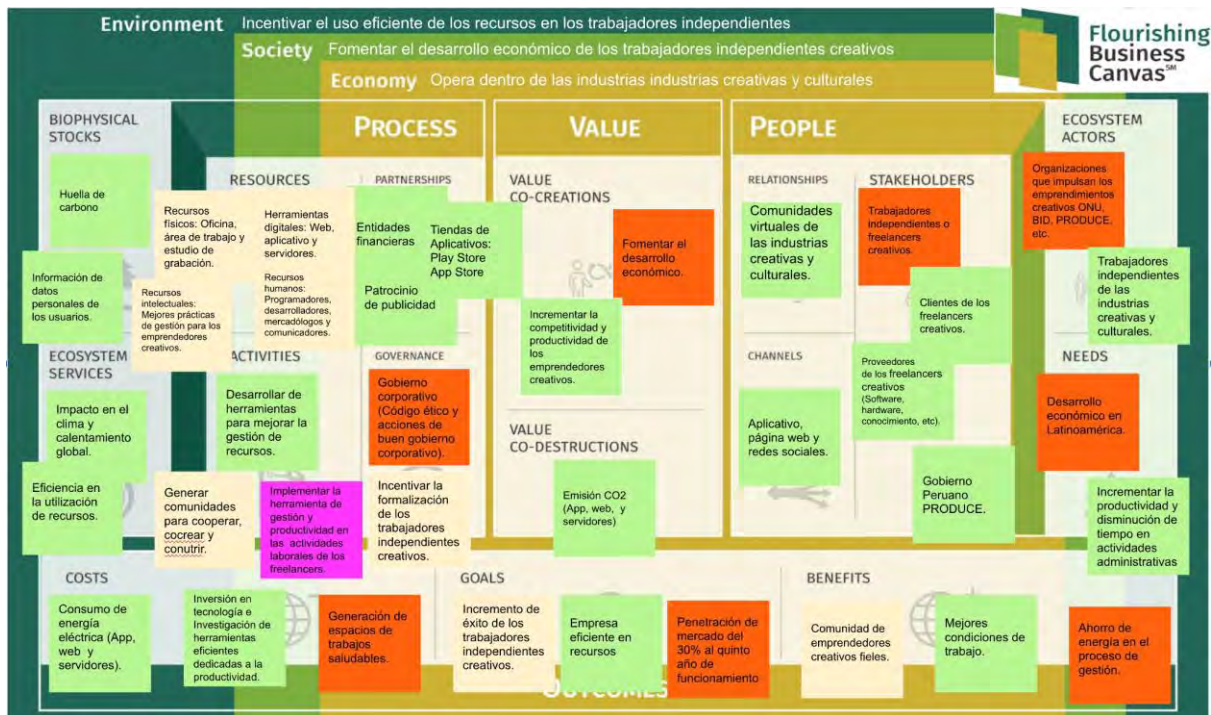 Environment
Incentivar el uso eficiente de los recursos en los trabajadores independientes
Society
Fomentar el desarrollo económico de los trabajadores independientes creativos
Economy
Opera dentro de las industrias industrias creativas y culturales
Flourishing
Business
Canvas℠
BIOPHYSICAL
STOCKS
PROCESS
VALUE
PEOPLE
ECOSYSTEM
ACTORS
Huella de
carbono
Información de
datos
personales de
los usuarios.
RESOURCES
Recursos
físicos: Oficina,
área de trabajo y
estudio de
grabación.
Herramientas
digitales: Web,
aplicativo y
servidores.
Recursos
intelectuales:
Mejores prácticas
de gestión para los
emprendedores
creativos.
Recursos
humanos:
Programadores,
desarrolladores,
mercadólogos y
comunicadores.
PARTNERSHIPS
Entidades
financieras
Tiendas de
Aplicativos:
Play Store
App Store
Patrocinio
de publicidad
VALUE
CO-CREATIONS
Fomentar el
desarrollo
económico.
Incrementar la
competitividad y
productividad de
los
emprendedores
creativos.
RELATIONSHIPS
Comunidades
virtuales de
las industrias
creativas y
culturales.
STAKEHOLDERS
Trabajadores
independientes o
freelancers
creativos.
Clientes de los
freelancers
creativos.
Proveedores
de los freelancers
creativos
(Software,
hardware,
conocimiento, etc).
Gobierno
Peruano
PRODUCE.
Organizaciones
que impulsan los
emprendimientos
creativos ONU,
BID, PRODUCE,
etc.
Trabajadores
independientes
de las
industrias
creativas y
culturales.
ECOSYSTEM
SERVICES
Impacto en el
clima y
calentamiento
global.
Eficiencia en
la utilización
de recursos.
ACTIVITIES
Desarrollar de
herramientas
para mejorar la
gestión de
recursos.
Generar
comunidades
para cooperar,
cocrear y
conutrir.
Implementar la
herramienta de
gestión y
productividad en
las actividades
laborales de los
freelancers.
GOVERNANCE
Gobierno
corporativo
(Código ético y
acciones de
buen gobierno
corporativo).
Incentivar la
formalización
de los
trabajadores
independientes
creativos.
VALUE
CO-DESTRUCTIONS
Emisión CO2
(App, web, y
servidores)
CHANNELS
Aplicativo,
página web y
redes sociales.
NEEDS
Desarrollo
económico en
Latinoamérica.
Incrementar la
productividad y
disminución de
tiempo en
actividades
administrativas
COSTS
Consumo de
energía
eléctrica (App,
web y
servidores).
Inversión en
tecnología e
Investigación de
herramientas
eficientes
dedicadas a la
productividad.
Generación de
espacios de
trabajos
saludables.
GOALS
Incremento de
éxito de los
trabajadores
independientes
creativos.
Empresa
eficiente en
recursos
Penetración de
mercado del
30% al quinto
año de
funcionamiento
BENEFITS
Comunidad de
emprendedores
creativos fieles.
Mejores
condiciones de
trabajo.
Ahorro de
energía en el
proceso de
gestión.
OUTCOMES